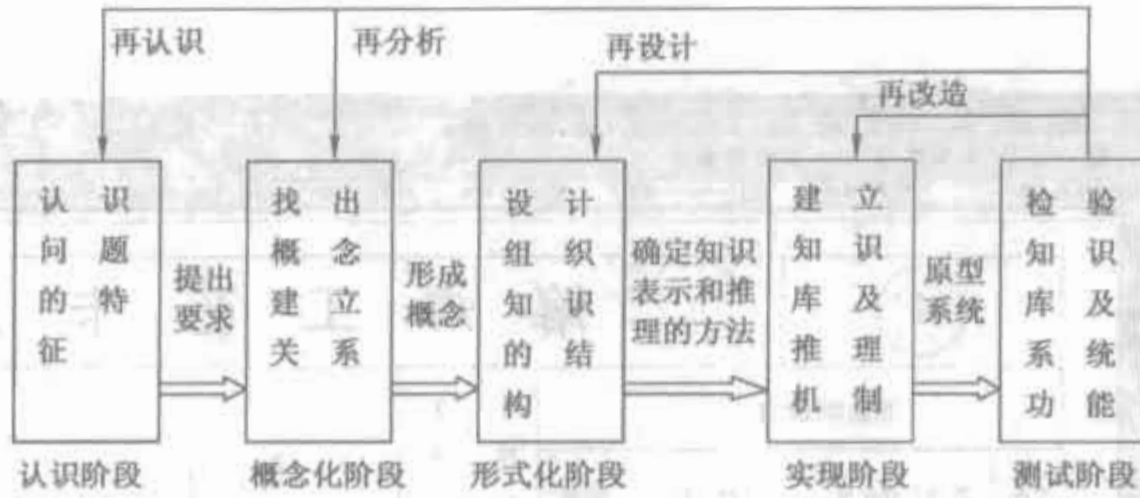 再认识
再分析
再设计
再改造
认识
问题
的特
征
提出
要求
找出
概念
建立
关系
形成
概念
设计
组织
知识
的结
构
确定知识
表示和推
理的方法
建立
知识
库及
推理
机制
原型
系统
检验
知识
库及
系统
功能
认识阶段
概念化阶段
形式化阶段
实现阶段
测试阶段